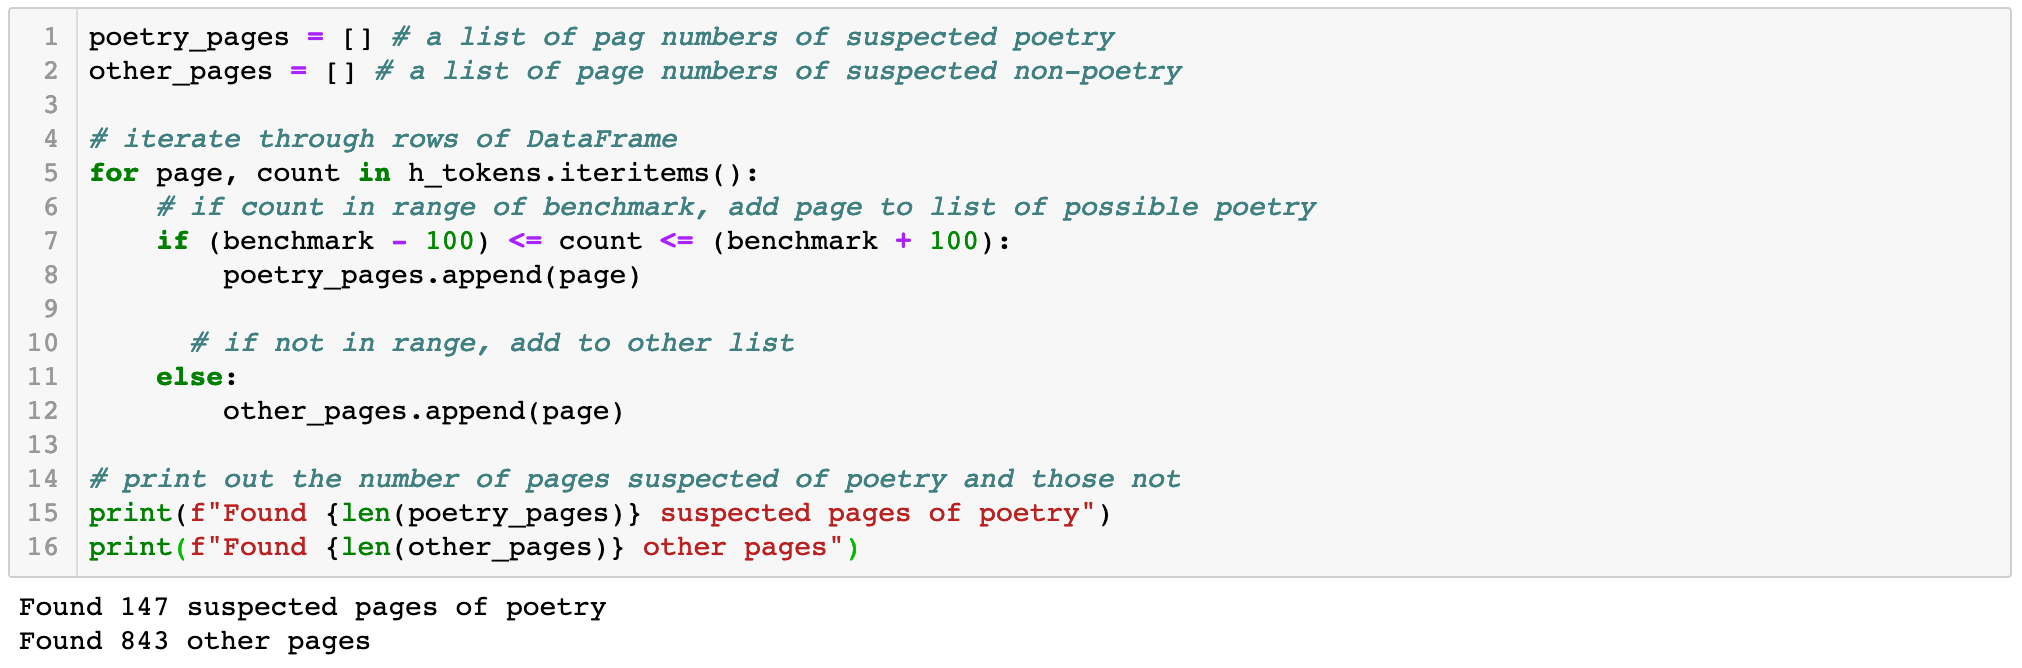 1 poetry_pages = [] # a list of pag numbers of suspected poetry
2 other_pages = [] # a list of page numbers of suspected non-poetry
3
4 # iterate through rows of DataFrame
5 for page, count in h_tokens.iteritems():
6     # if count in range of benchmark, add page to list of possible poetry
7     if (benchmark - 100) <= count <= (benchmark + 100):
8         poetry_pages.append(page)
9
10       # if not in range, add to other list
11     else:
12         other_pages.append(page)
13
14 # print out the number of pages suspected of poetry and those not
15 print(f"Found {len(poetry_pages)} suspected pages of poetry")
16 print(f"Found {len(other_pages)} other pages")
Found 147 suspected pages of poetry
Found 843 other pages